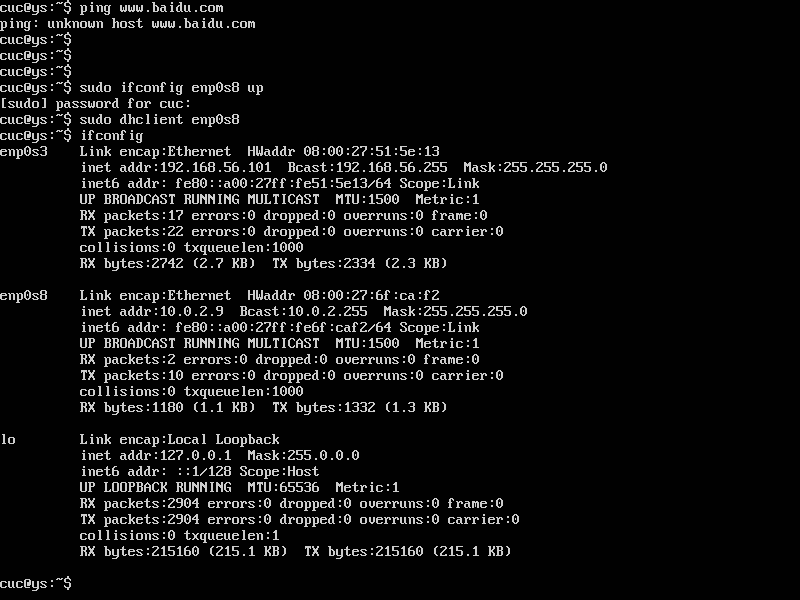 cuc@ys:~$ ping www.baidu.com
ping: unknown host www.baidu.com
cuc@ys:~$
cuc@ys:~$
cuc@ys:~$
cuc@ys:~$ sudo ifconfig enp0s8 up
[sudo] password for cuc:
cuc@ys:~$ sudo dhclient enp0s8
cuc@ys:~$ ifconfig
enp0s3    Link encap:Ethernet  HWaddr 08:00:27:51:5e:13
          inet addr:192.168.56.101  Bcast:192.168.56.255  Mask:255.255.255.0
          inet6 addr: fe80::a00:27ff:fe51:5e13/64 Scope:Link
          UP BROADCAST RUNNING MULTICAST  MTU:1500  Metric:1
          RX packets:17 errors:0 dropped:0 overruns:0 frame:0
          TX packets:22 errors:0 dropped:0 overruns:0 carrier:0
          collisions:0 txqueuelen:1000
          RX bytes:2742 (2.7 KB)  TX bytes:2334 (2.3 KB)

enp0s8    Link encap:Ethernet  HWaddr 08:00:27:6f:ca:f2
          inet addr:10.0.2.9  Bcast:10.0.2.255  Mask:255.255.255.0
          inet6 addr: fe80::a00:27ff:fe6f:caf2/64 Scope:Link
          UP BROADCAST RUNNING MULTICAST  MTU:1500  Metric:1
          RX packets:2 errors:0 dropped:0 overruns:0 frame:0
          TX packets:10 errors:0 dropped:0 overruns:0 carrier:0
          collisions:0 txqueuelen:1000
          RX bytes:1180 (1.1 KB)  TX bytes:1332 (1.3 KB)

lo        Link encap:Local Loopback
          inet addr:127.0.0.1  Mask:255.0.0.0
          inet6 addr: ::1/128 Scope:Host
          UP LOOPBACK RUNNING  MTU:65536  Metric:1
          RX packets:2904 errors:0 dropped:0 overruns:0 frame:0
          TX packets:2904 errors:0 dropped:0 overruns:0 carrier:0
          collisions:0 txqueuelen:1
          RX bytes:215160 (215.1 KB)  TX bytes:215160 (215.1 KB)

cuc@ys:~$